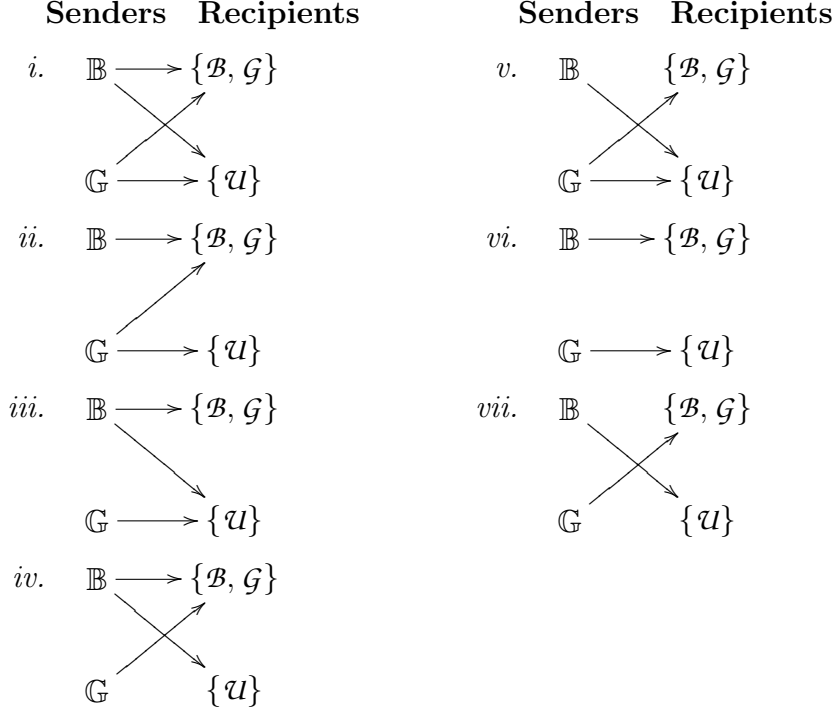 Senders Recipients
i. 𝔹 {ℬ, 𝒢}
𝔾 {𝒰}
ii. 𝔹 {ℬ, 𝒢}
𝔾 {𝒰}
iii. 𝔹 {ℬ, 𝒢}
𝔾 {𝒰}
iv. 𝔹 {ℬ, 𝒢}
𝔾 {𝒰}
Senders Recipients
v. 𝔹 {ℬ, 𝒢}
𝔾 {𝒰}
vi. 𝔹 {ℬ, 𝒢}
𝔾 {𝒰}
vii. 𝔹 {ℬ, 𝒢}
𝔾 {𝒰}